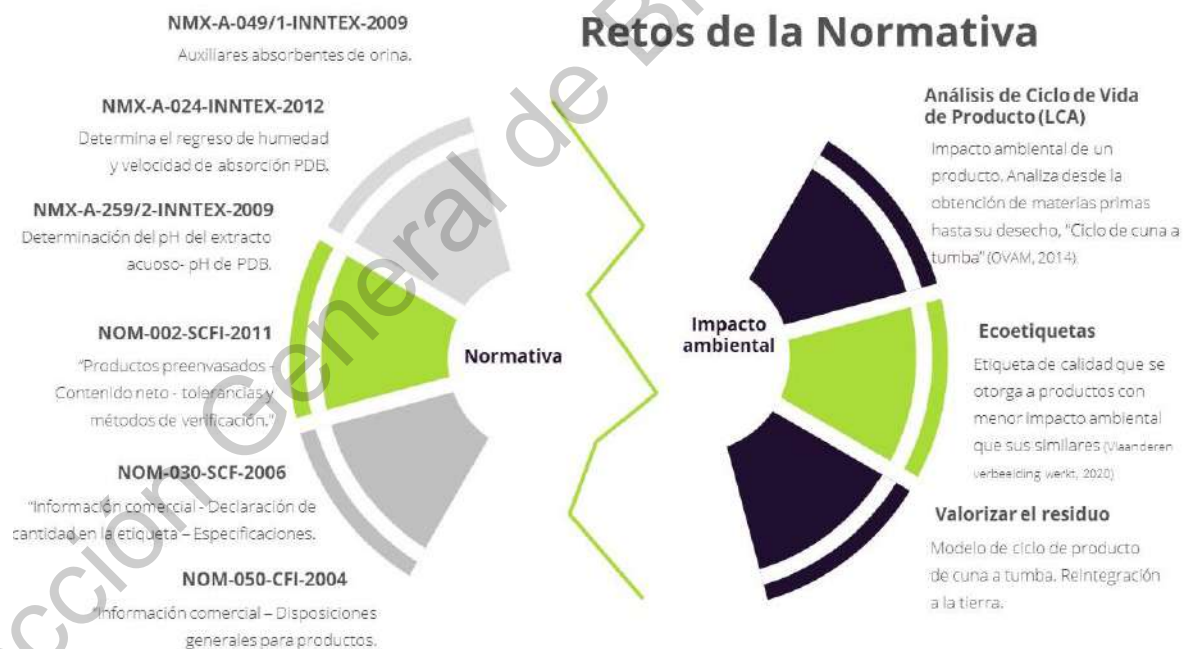 Retos de la Normativa
NMX-A-049/1-INNTEX-2009
Auxiliares absorbentes de orina.
NMX-A-024-INNTEX-2012
Determina el regreso de humedad
y velocidad de absorción PDB.
NMX-A-259/2-INNTEX-2009
Determinación del pH del extracto
acuoso- pH de PDB.
NOM-002-SCFI-2011
"Productos preenvasados -
Contenido neto - tolerancias y
métodos de verificación."
NOM-030-SCF-2006
"Información comercial - Declaración de
cantidad en la etiqueta – Especificaciones.
NOM-050-CFI-2004
"Información comercial – Disposiciones
generales para productos.
Normativa
Impacto
ambiental
Análisis de Ciclo de Vida
de Producto (LCA)
Impacto ambiental de un
producto. Analiza desde la
obtención de materias primas
hasta su desecho, "Ciclo de cuna a
tumba" (OVAM, 2014)
Ecoetiquetas
Etiqueta de calidad que se
otorga a productos con
menor impacto ambiental
que sus similares (Vlaanderen
verbeelding werkt, 2020)
Valorizar el residuo
Modelo de ciclo de producto
de cuna a tumba. Reintegración
a la tierra.
cción General de B